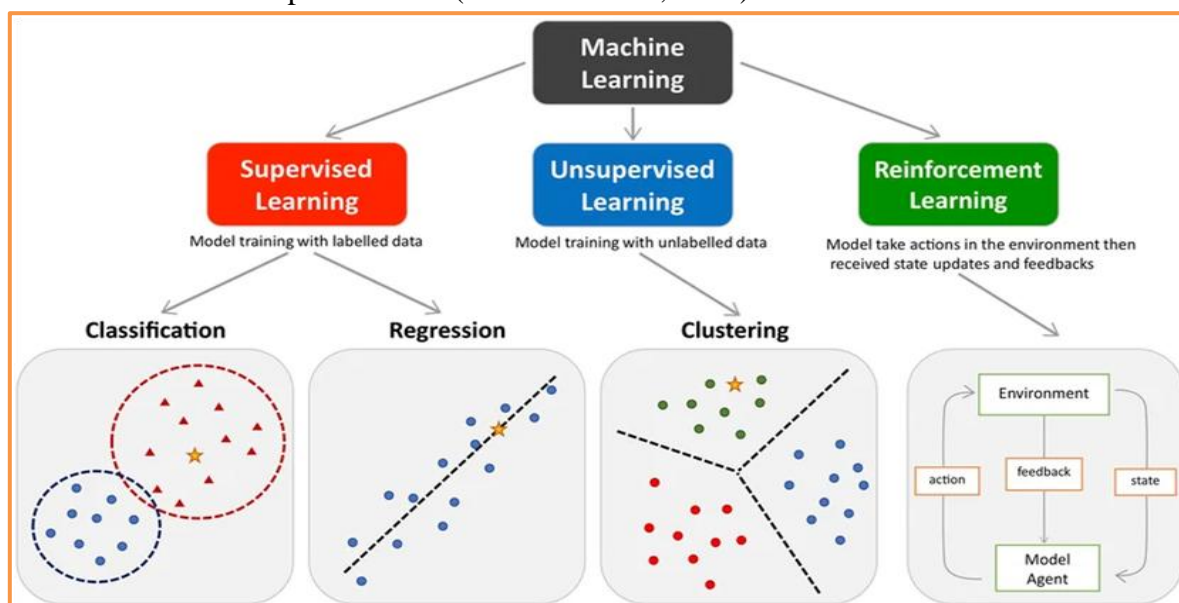 Machine
Learning
Supervised
Learning
Unsupervised
Learning
Reinforcement
Learning
Model training with labelled data
Model training with unlabelled data
Model take actions in the environment then
received state updates and feedbacks
Classification
Regression
Clustering
Environment
action
feedback
state
Model
Agent